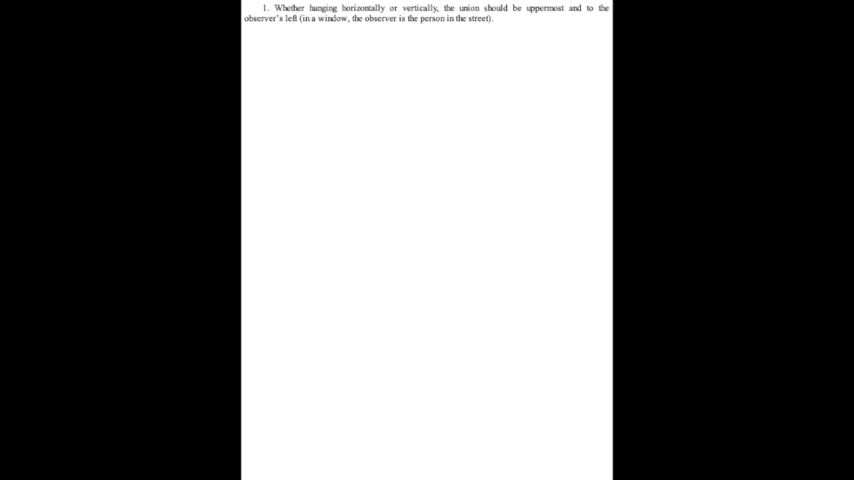 1. Whether hanging horizontally or vertically, the union should be uppermost and to the
observer's left (in a window, the observer is the person in the street).